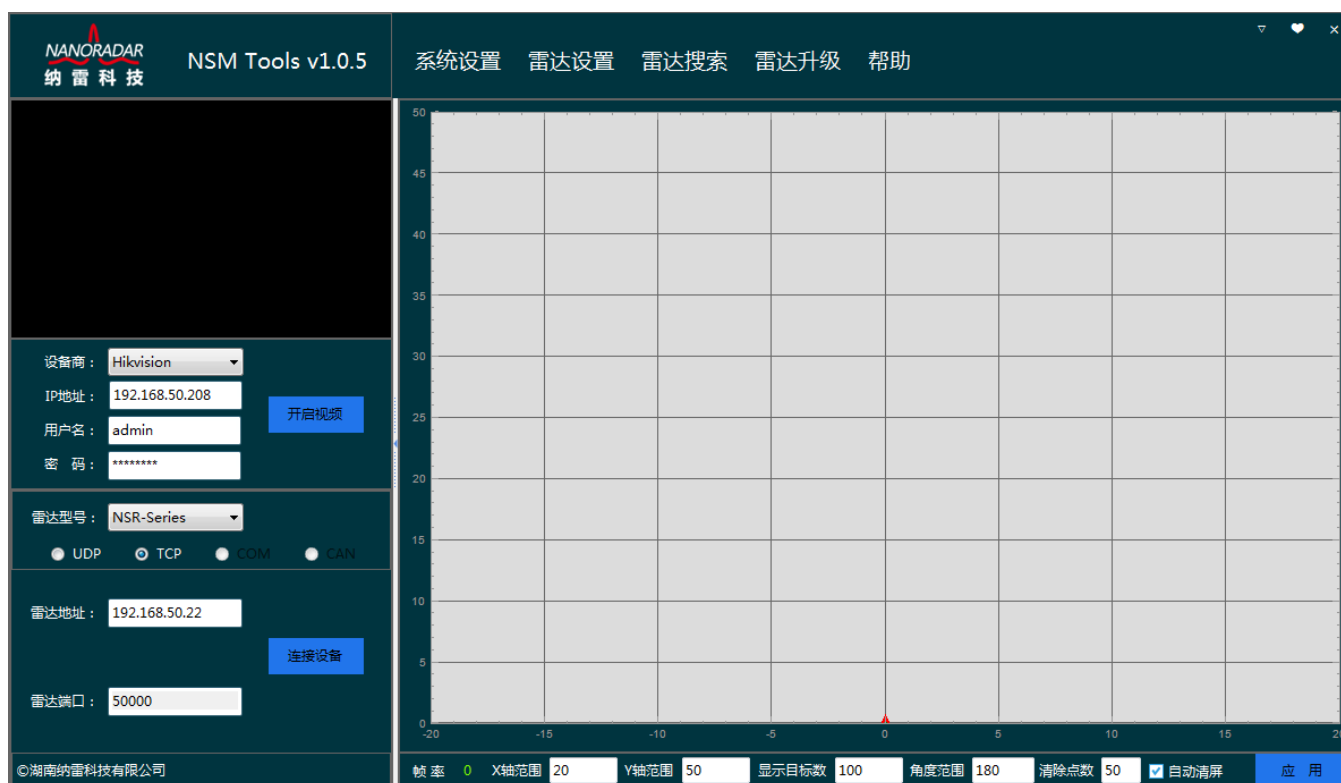 NANORADAR
纳雷科技
NSM Tools v1.0.5
系统设置 雷达设置 雷达搜索 雷达升级 帮助
设备商： Hikvision
IP地址： 192.168.50.208
开启视频
用户名： admin
密 码： ********
雷达型号： NSR-Series
UDP TCP COM CAN
雷达地址： 192.168.50.22
连接设备
雷达端口： 50000
©湖南纳雷科技有限公司
50
45
40
35
30
25
20
15
10
5
0
-20 -15 -10 -5 0 5 10 15 20
帧率 0 X轴范围 20 Y轴范围 50 显示目标数 100 角度范围 180 清除点数 50 自动清屏 应 用